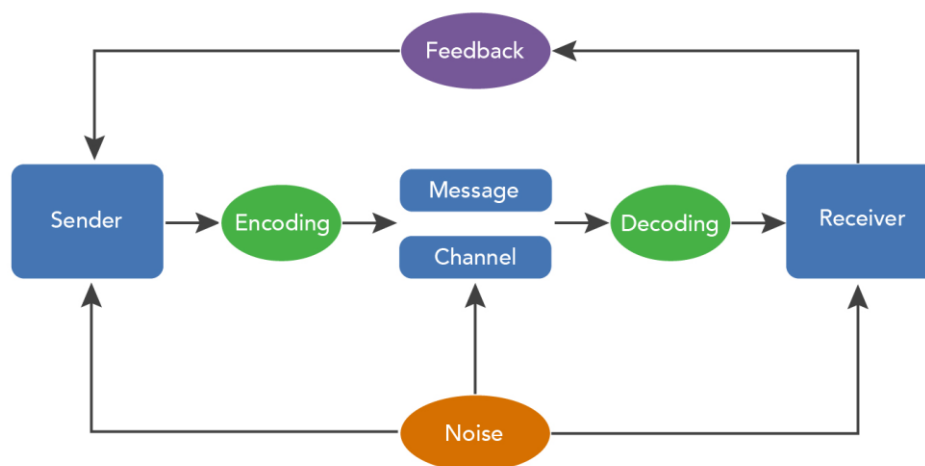 Feedback
Sender
Encoding
Message
Channel
Decoding
Receiver
Noise